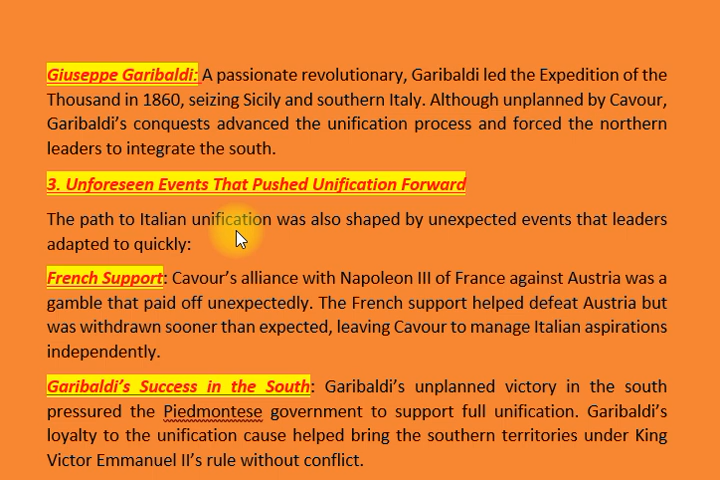 Giuseppe Garibaldi: A passionate revolutionary, Garibaldi led the Expedition of the
Thousand in 1860, seizing Sicily and southern Italy. Although unplanned by Cavour,
Garibaldi’s conquests advanced the unification process and forced the northern
leaders to integrate the south.
3. Unforeseen Events That Pushed Unification Forward
The path to Italian unification was also shaped by unexpected events that leaders
adapted to quickly:
French Support: Cavour’s alliance with Napoleon III of France against Austria was a
gamble that paid off unexpectedly. The French support helped defeat Austria but
was withdrawn sooner than expected, leaving Cavour to manage Italian aspirations
independently.
Garibaldi’s Success in the South: Garibaldi’s unplanned victory in the south
pressured the Piedmontese government to support full unification. Garibaldi’s
loyalty to the unification cause helped bring the southern territories under King
Victor Emmanuel II’s rule without conflict.